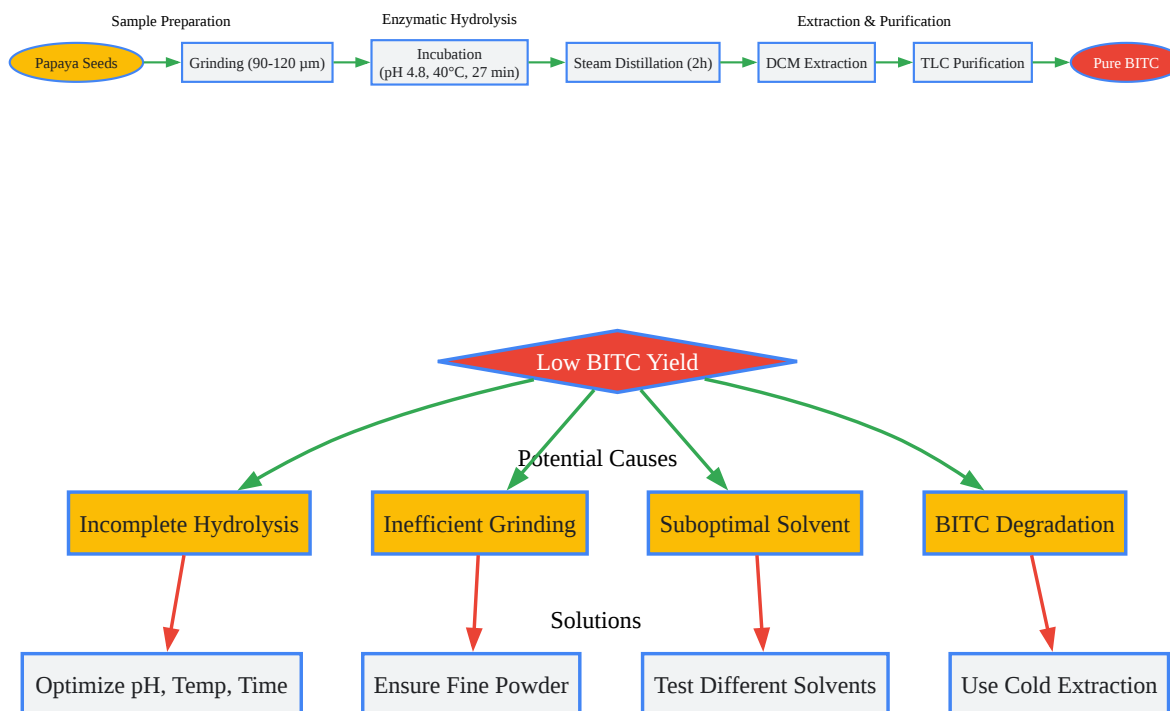 Sample Preparation
Enzymatic Hydrolysis
Extraction & Purification
Papaya Seeds
Grinding (90-120 µm)
Incubation
(pH 4.8, 40°C, 27 min)
Steam Distillation (2h)
DCM Extraction
TLC Purification
Pure BITC
Low BITC Yield
Potential Causes
Incomplete Hydrolysis
Inefficient Grinding
Suboptimal Solvent
BITC Degradation
Solutions
Optimize pH, Temp, Time
Ensure Fine Powder
Test Different Solvents
Use Cold Extraction